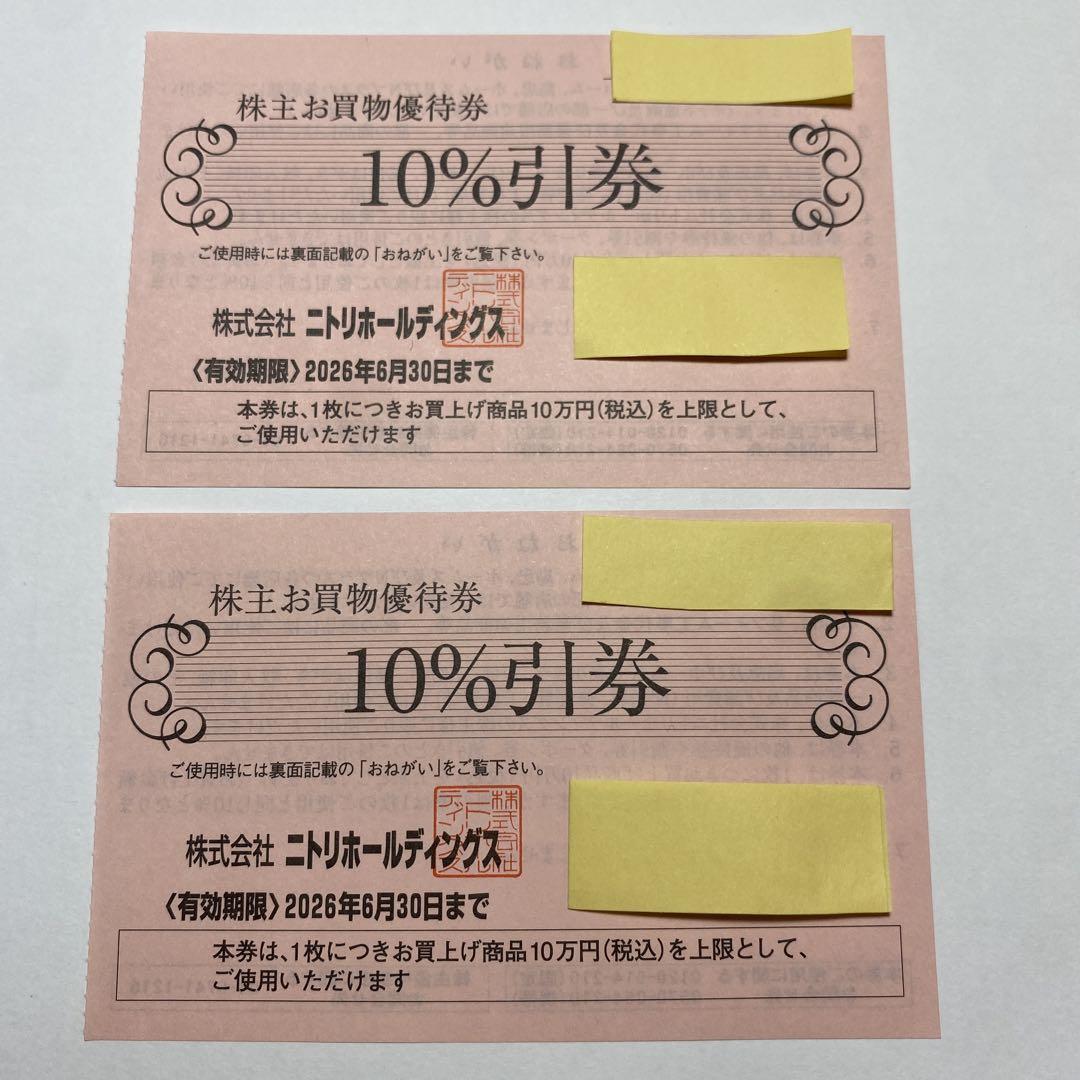 株主お買物優待券
10%引券
ご使用時には裏面記載の「おねがい」をご覧下さい。
株式会社 ニトリホールディングス
〈有効期限〉2026年6月30日まで
本券は、1枚につきお買上げ商品10万円(税込)を上限として、
ご使用いただけます
株主お買物優待券
10%引券
ご使用時には裏面記載の「おねがい」をご覧下さい。
株式会社 ニトリホールディングス
〈有効期限〉2026年6月30日まで
本券は、1枚につきお買上げ商品10万円(税込)を上限として、
ご使用いただけます